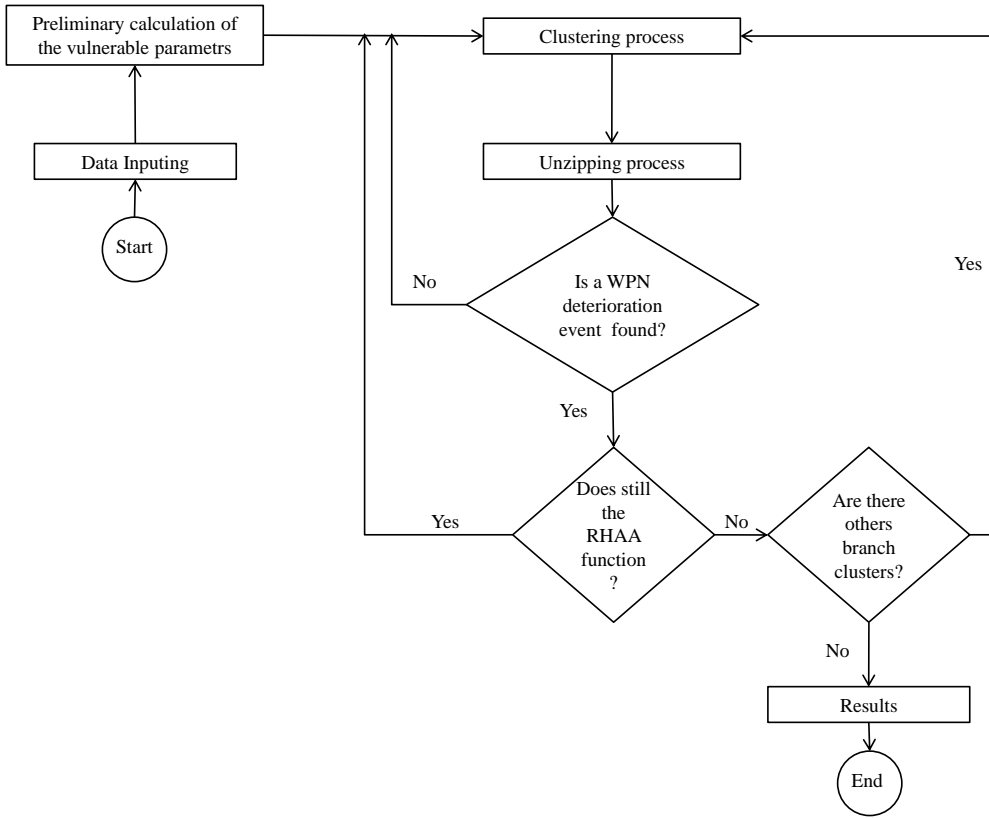 Preliminary calculation of
the vulnerable parametrs
Clustering process
Data Inputing
Unzipping process
Start
No
Is a WPN
deterioration
event found?
Yes
Yes
Does still
the
RHAA
function
?
Yes
No
Are there
others
branch
clusters?
No
Results
End